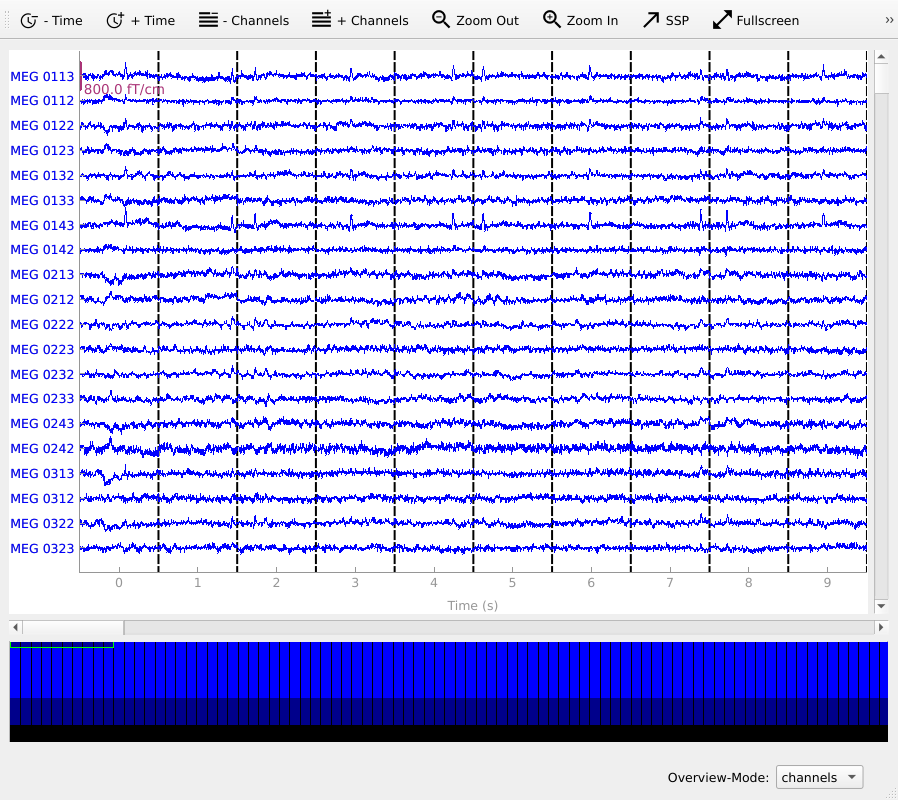 - Time + Time - Channels + Channels Zoom Out Zoom In SSP Fullscreen »
MEG 0113
800.0 fT/cm
MEG 0112
MEG 0122
MEG 0123
MEG 0132
MEG 0133
MEG 0143
MEG 0142
MEG 0213
MEG 0212
MEG 0222
MEG 0223
MEG 0232
MEG 0233
MEG 0243
MEG 0242
MEG 0313
MEG 0312
MEG 0322
MEG 0323
0 1 2 3 4 5 6 7 8 9
Time (s)
Overview-Mode: channels